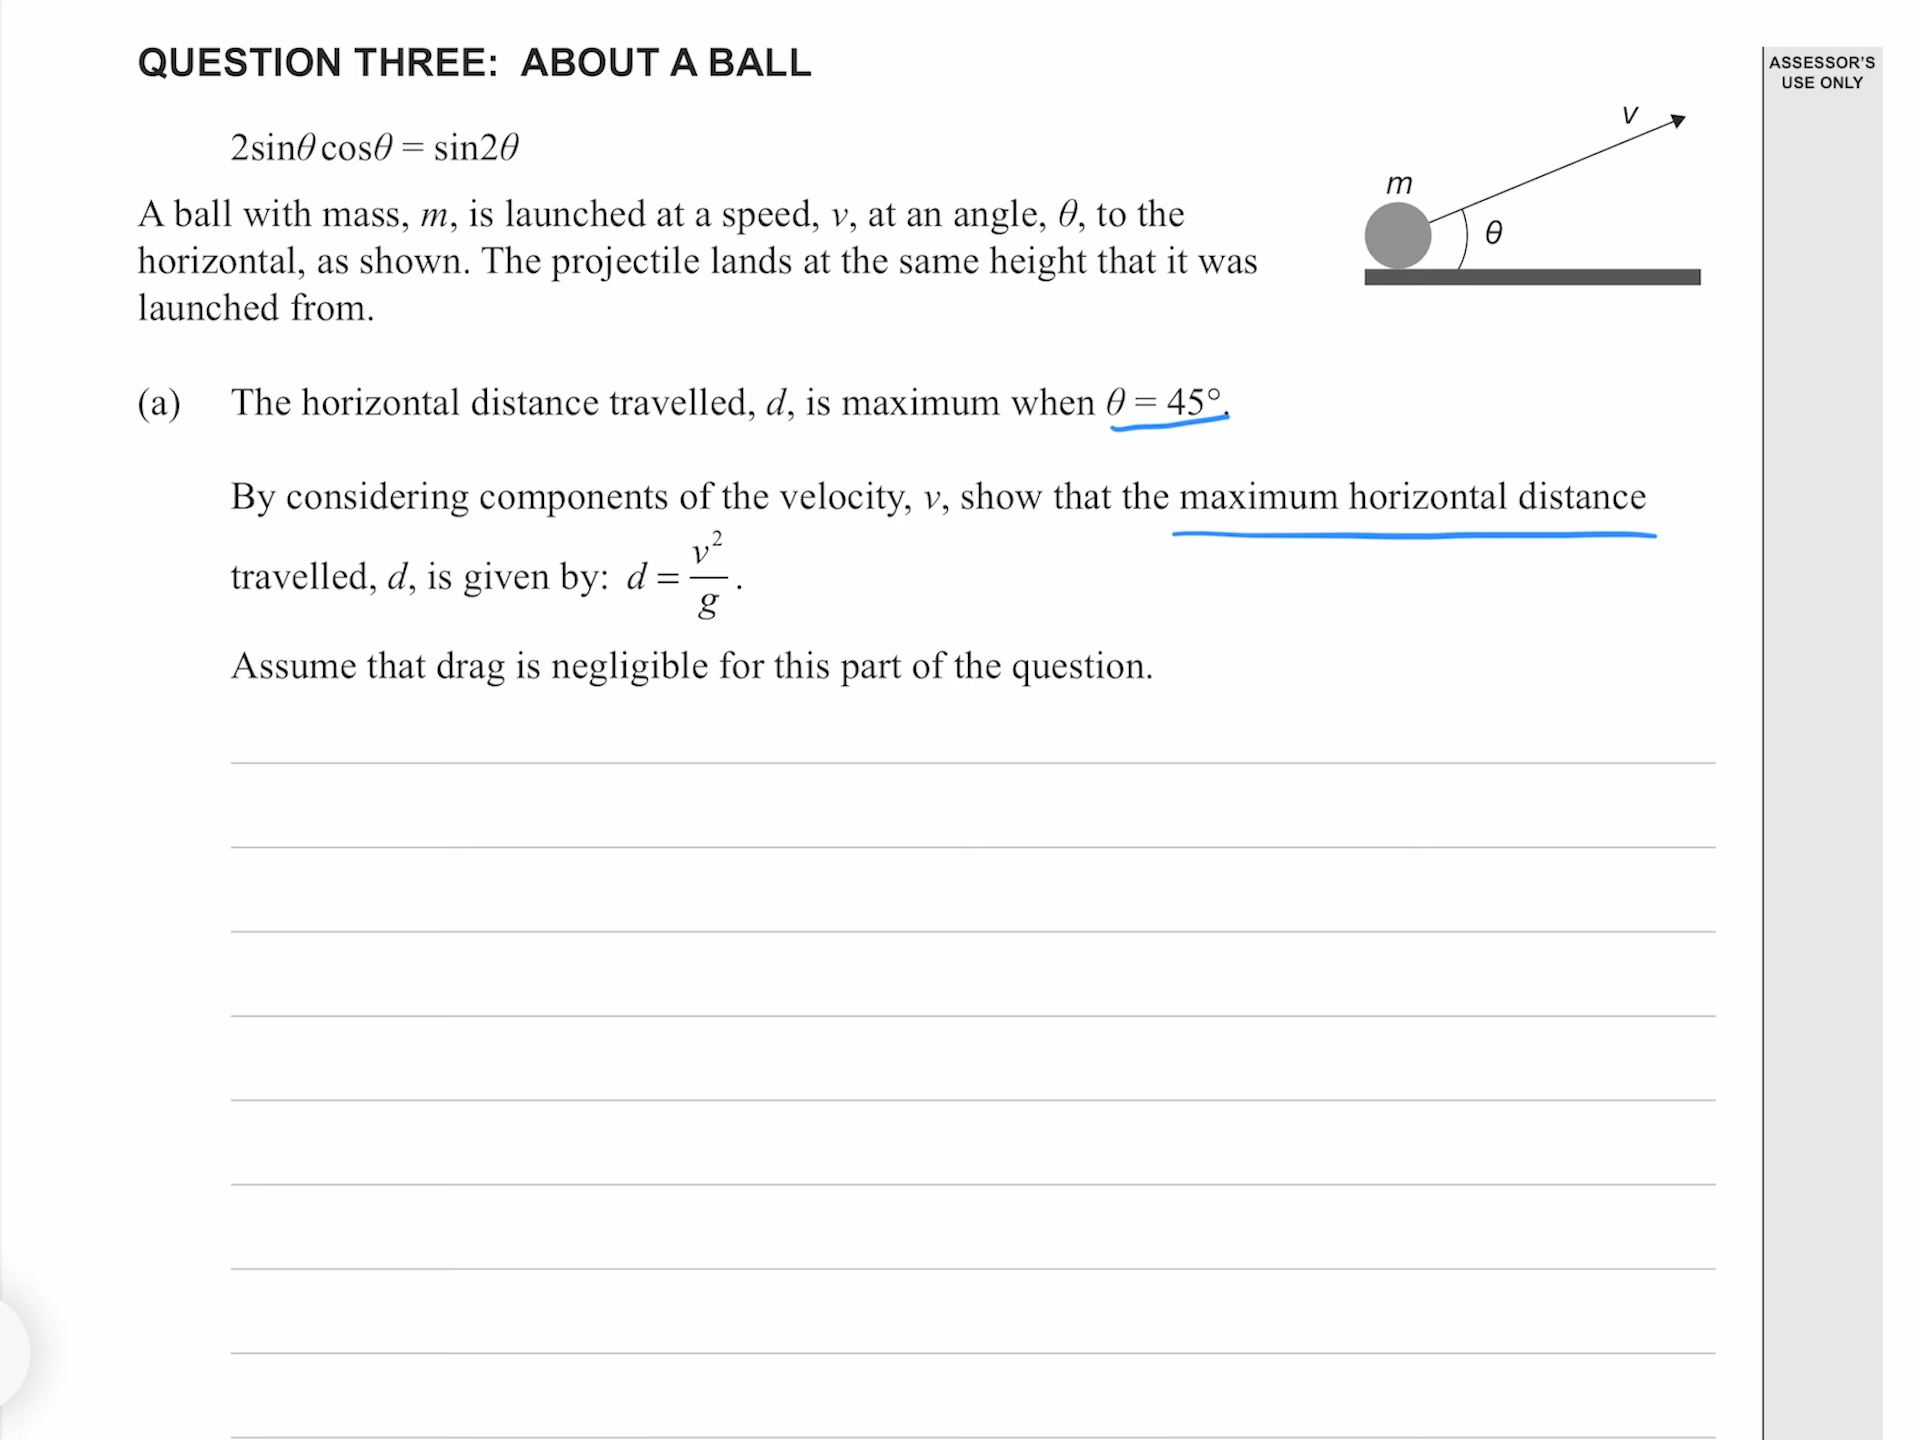 QUESTION THREE: ABOUT A BALL
ASSESSOR'S
USE ONLY
2sinθcosθ = sin2θ
v
m
θ
A ball with mass, m, is launched at a speed, v, at an angle, θ, to the
horizontal, as shown. The projectile lands at the same height that it was
launched from.
(a) The horizontal distance travelled, d, is maximum when θ = 45°.
By considering components of the velocity, v, show that the maximum horizontal distance
travelled, d, is given by: d = v²/g.
Assume that drag is negligible for this part of the question.